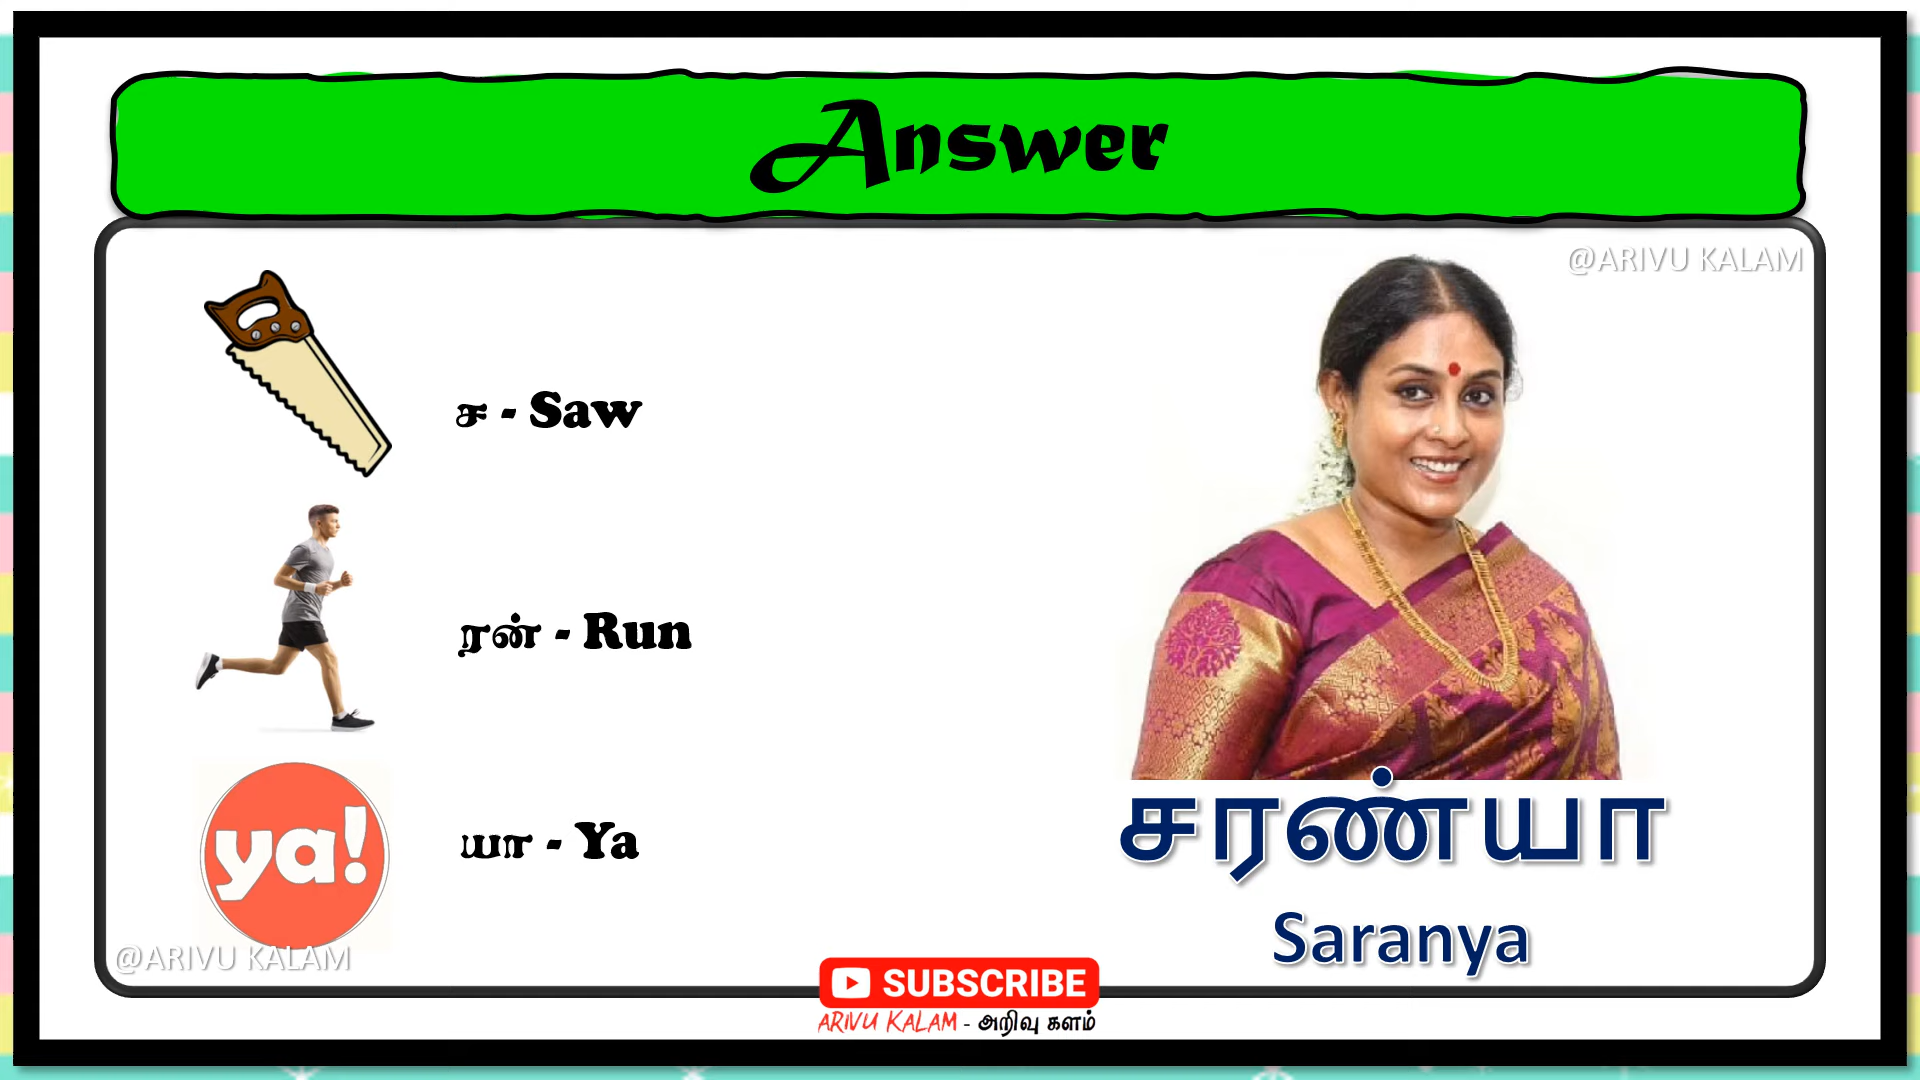 Answer
@ARIVU KALAM
ச - Saw
ரன் - Run
யா - Ya
ya!
சரண்யா
Saranya
@ARIVU KALAM
SUBSCRIBE
ARIVU KALAM - அறிவு களம்